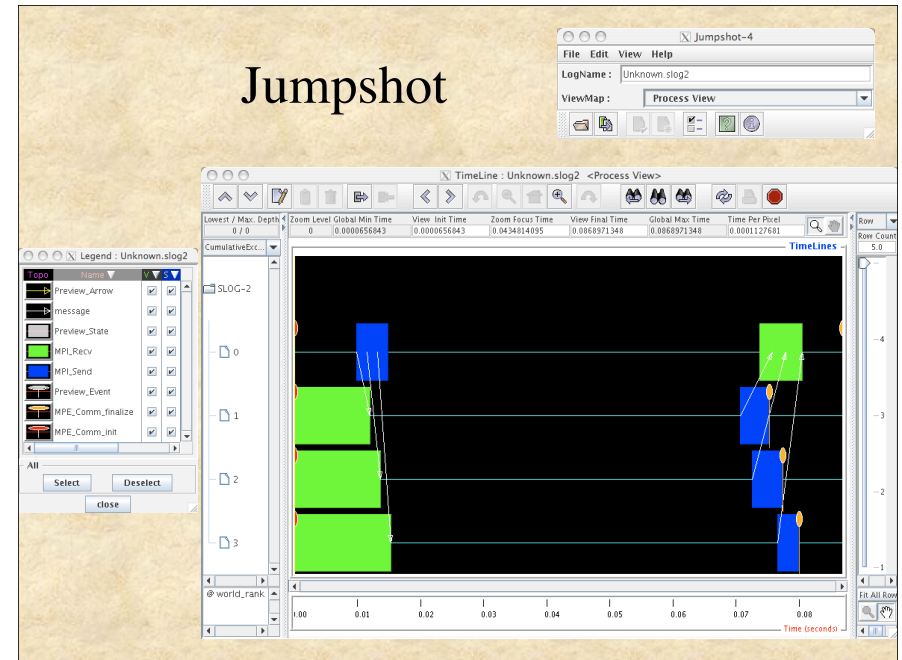 Jumpshot
Jumpshot-4
File Edit View Help
LogName : Unknown.slog2
ViewMap : Process View
TimeLine : Unknown.slog2 <Process View>
Lowest / Max. Depth Zoom Level Global Min Time View Init Time Zoom Focus Time View Final Time Global Max Time Time Per Pixel
0 / 0 0 0.0000656843 0.0000656843 0.0434814095 0.0868971348 0.0868971348 0.0001127681
Row
Row Count
5.0
CumulativeExc...
TimeLines
SLOG-2
0
1
2
3
4
3
2
1
@ world_rank
Fit All Row
0.01 0.02 0.03 0.04 0.05 0.06 0.07 0.08
Time (seconds)
Legend : Unknown.slog2
Topo Name V S
Preview_Arrow
message
Preview_State
MPI_Recv
MPI_Send
Preview_Event
MPE_Comm_finalize
MPE_Comm_init
All
Select Deselect
close